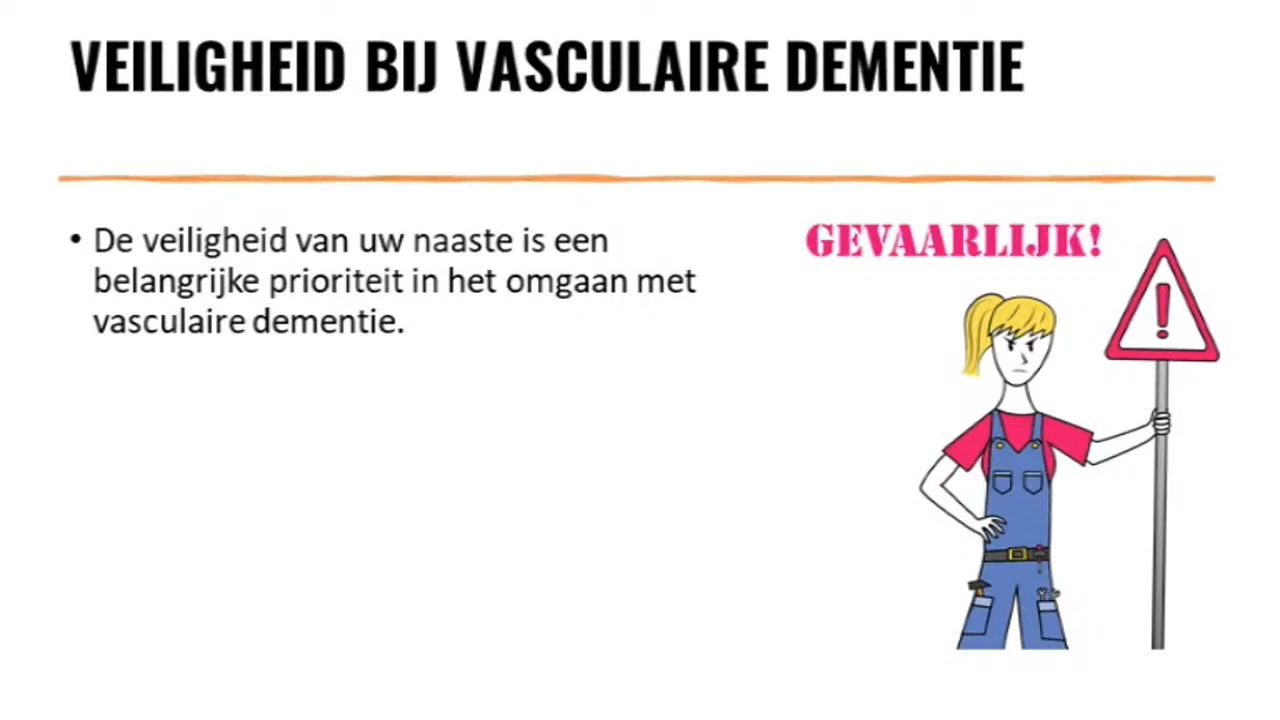 VEILIGHEID BIJ VASCULAIRE DEMENTIE
• De veiligheid van uw naaste is een
belangrijke prioriteit in het omgaan met
vasculaire dementie.
GEVAARLIJK!
!